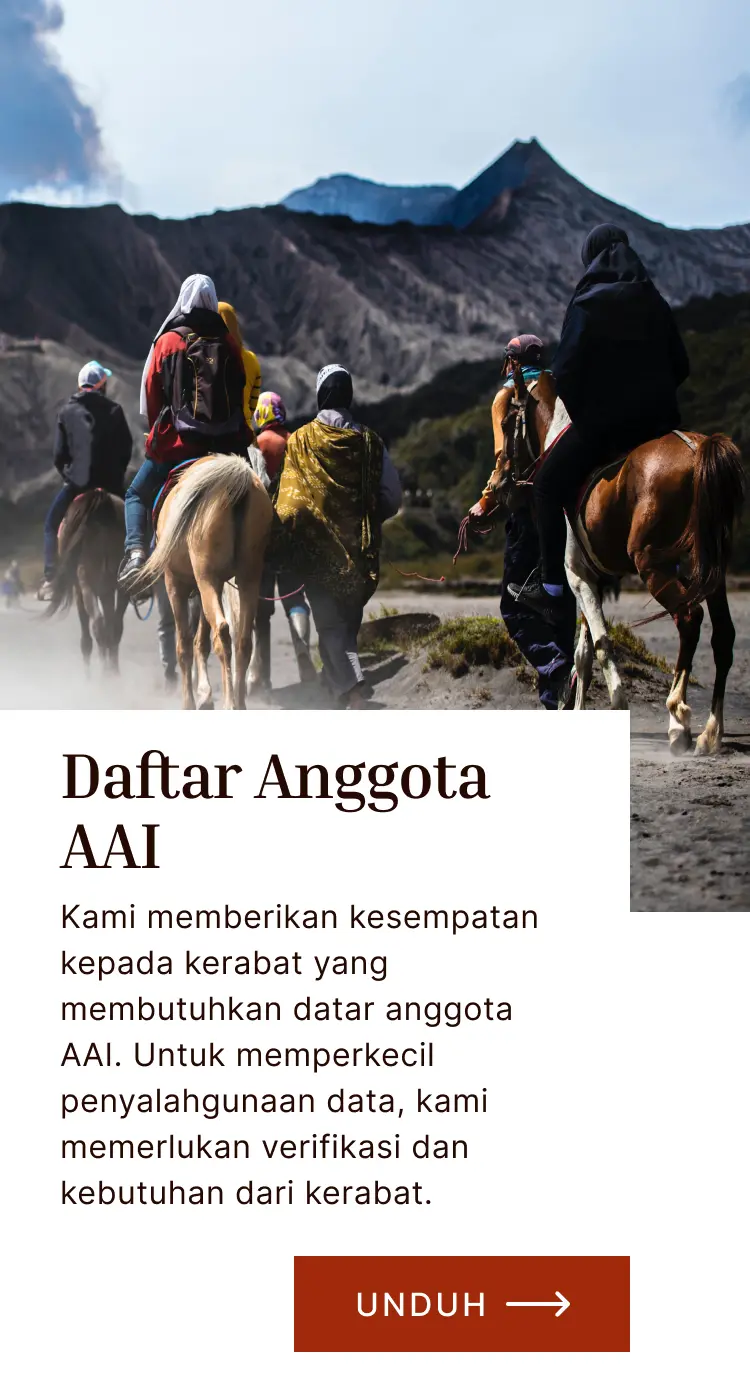 Daftar Anggota
AAI
Kami memberikan kesempatan
kepada kerabat yang
membutuhkan datar anggota
AAI. Untuk memperkecil
penyalahgunaan data, kami
memerlukan verifikasi dan
kebutuhan dari kerabat.
UNDUH